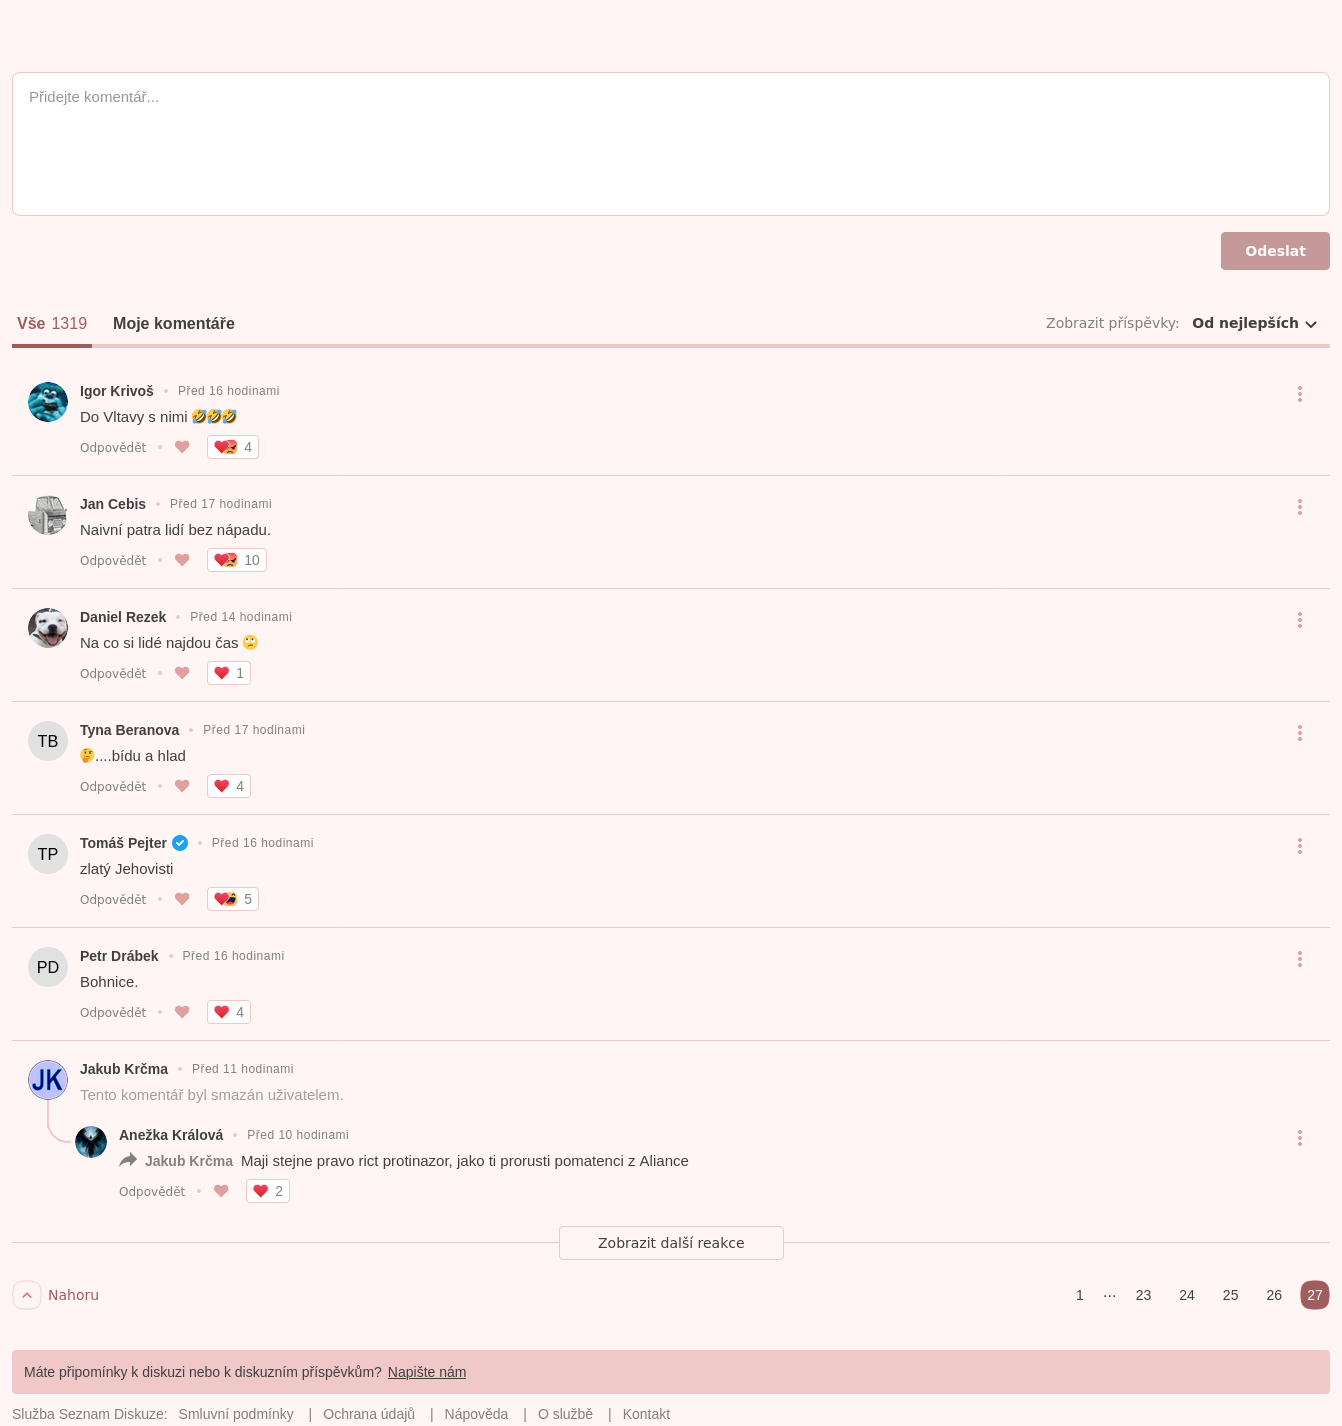 Přidejte komentář...
Odeslat
Vše 1319 Moje komentáře Zobrazit příspěvky: Od nejlepších
Igor Krivoš • Před 16 hodinami
Do Vltavy s nimi 🤣🤣🤣
Odpovědět • 4
Jan Cebis • Před 17 hodinami
Naivní patra lidí bez nápadu.
Odpovědět • 10
Daniel Rezek • Před 14 hodinami
Na co si lidé najdou čas 🙄
Odpovědět • 1
TB
Tyna Beranova • Před 17 hodinami
🤔....bídu a hlad
Odpovědět • 4
TP
Tomáš Pejter • Před 16 hodinami
zlatý Jehovisti
Odpovědět • 5
PD
Petr Drábek • Před 16 hodinami
Bohnice.
Odpovědět • 4
JK
Jakub Krčma • Před 11 hodinami
Tento komentář byl smazán uživatelem.
Anežka Králová • Před 10 hodinami
Jakub Krčma Maji stejne pravo rict protinazor, jako ti prorusti pomatenci z Aliance
Odpovědět • 2
Zobrazit další reakce
Nahoru 1 ··· 23 24 25 26 27
Máte připomínky k diskuzi nebo k diskuzním příspěvkům? Napište nám
Služba Seznam Diskuze: Smluvní podmínky | Ochrana údajů | Nápověda | O službě | Kontakt